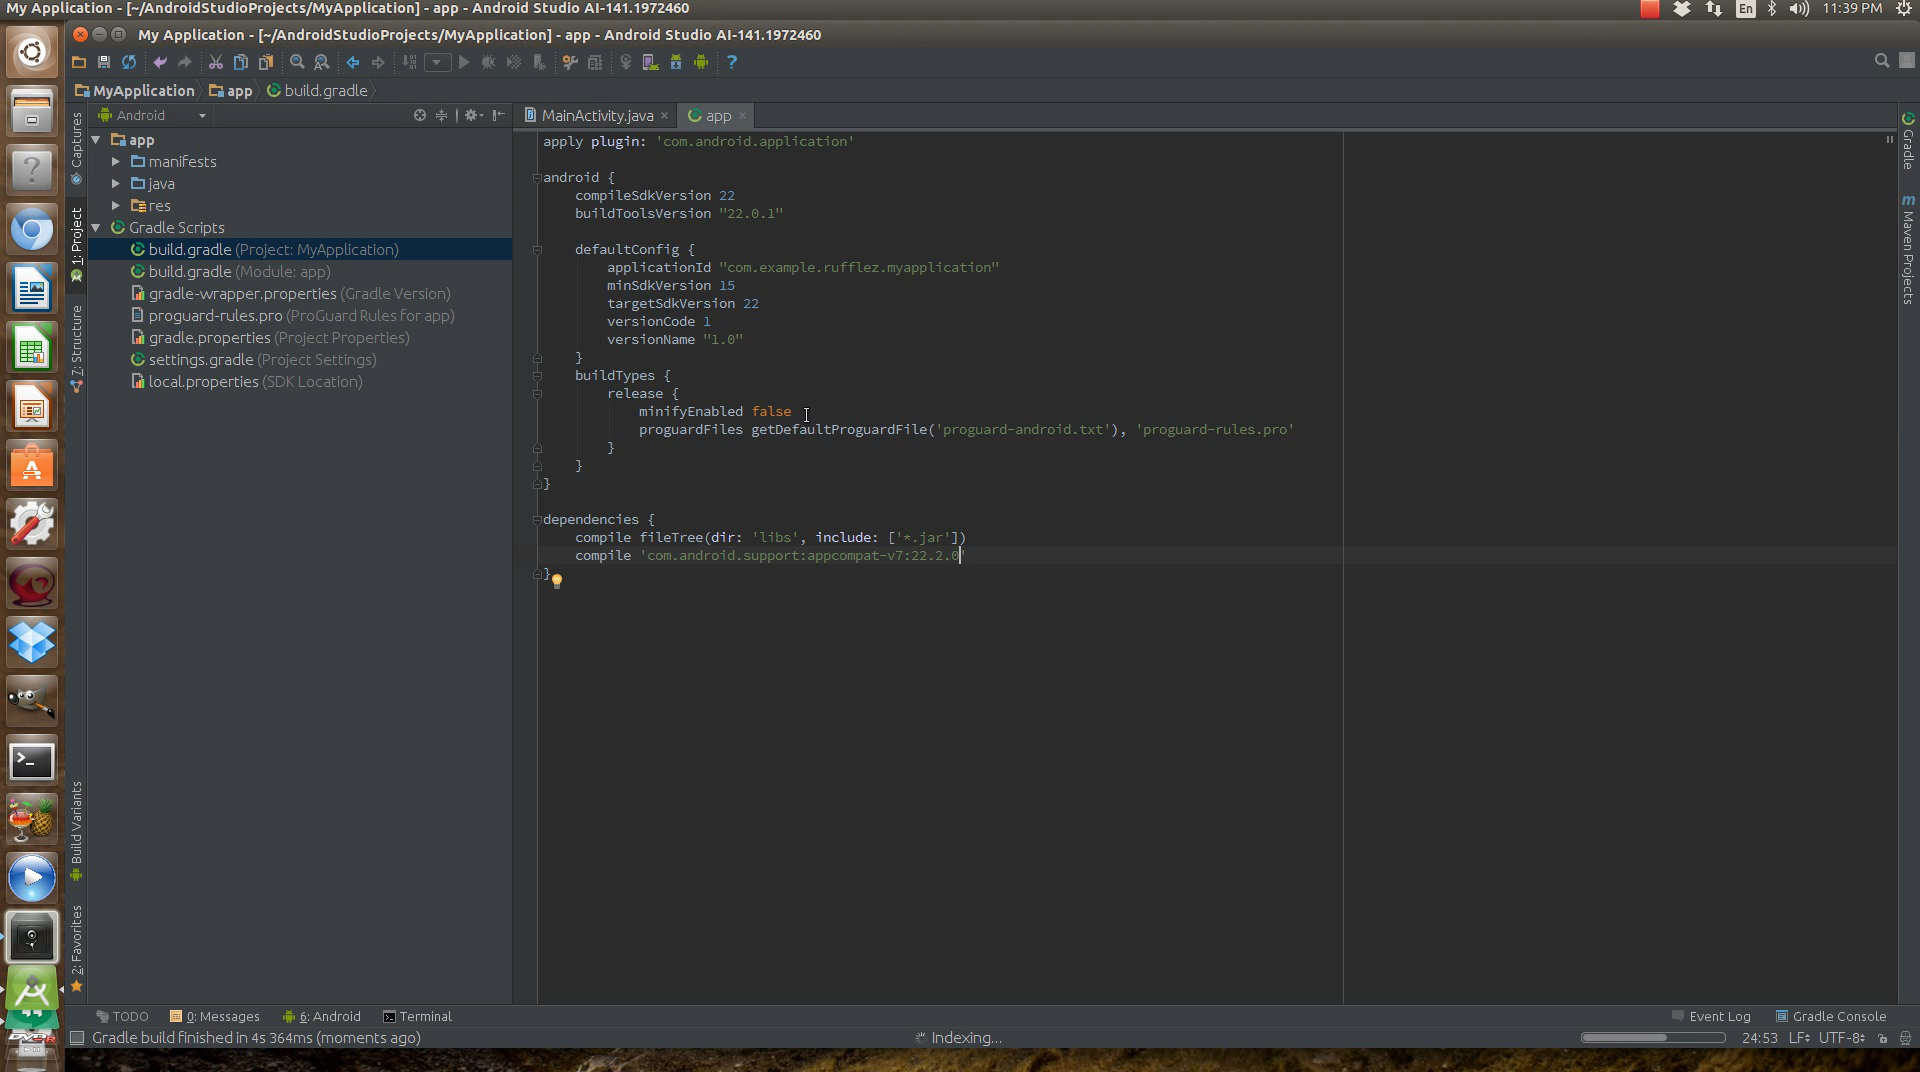 My Application - [~/AndroidStudioProjects/MyApplication] - app - Android Studio AI-141.1972460
En
11:39 PM
My Application - [~/AndroidStudioProjects/MyApplication] - app - Android Studio AI-141.1972460
MyApplication
app
build.gradle
Android
MainActivity.java
app
Captures
1: Project
7: Structure
Build Variants
2: Favorites
app
manifests
java
res
Gradle Scripts
build.gradle (Project: MyApplication)
build.gradle (Module: app)
gradle-wrapper.properties (Gradle Version)
proguard-rules.pro (ProGuard Rules for app)
gradle.properties (Project Properties)
settings.gradle (Project Settings)
local.properties (SDK Location)
apply plugin: 'com.android.application'
android {
compileSdkVersion 22
buildToolsVersion "22.0.1"
defaultConfig {
applicationId "com.example.rufflez.myapplication"
minSdkVersion 15
targetSdkVersion 22
versionCode 1
versionName "1.0"
}
buildTypes {
release {
minifyEnabled false
proguardFiles getDefaultProguardFile('proguard-android.txt'), 'proguard-rules.pro'
}
}
}
dependencies {
compile fileTree(dir: 'libs', include: ['*.jar'])
compile 'com.android.support:appcompat-v7:22.2.0'
}
Gradle
Maven Projects
TODO
0: Messages
6: Android
Terminal
Event Log
Gradle Console
Gradle build finished in 4s 364ms (moments ago)
Indexing...
24:53
LF
UTF-8